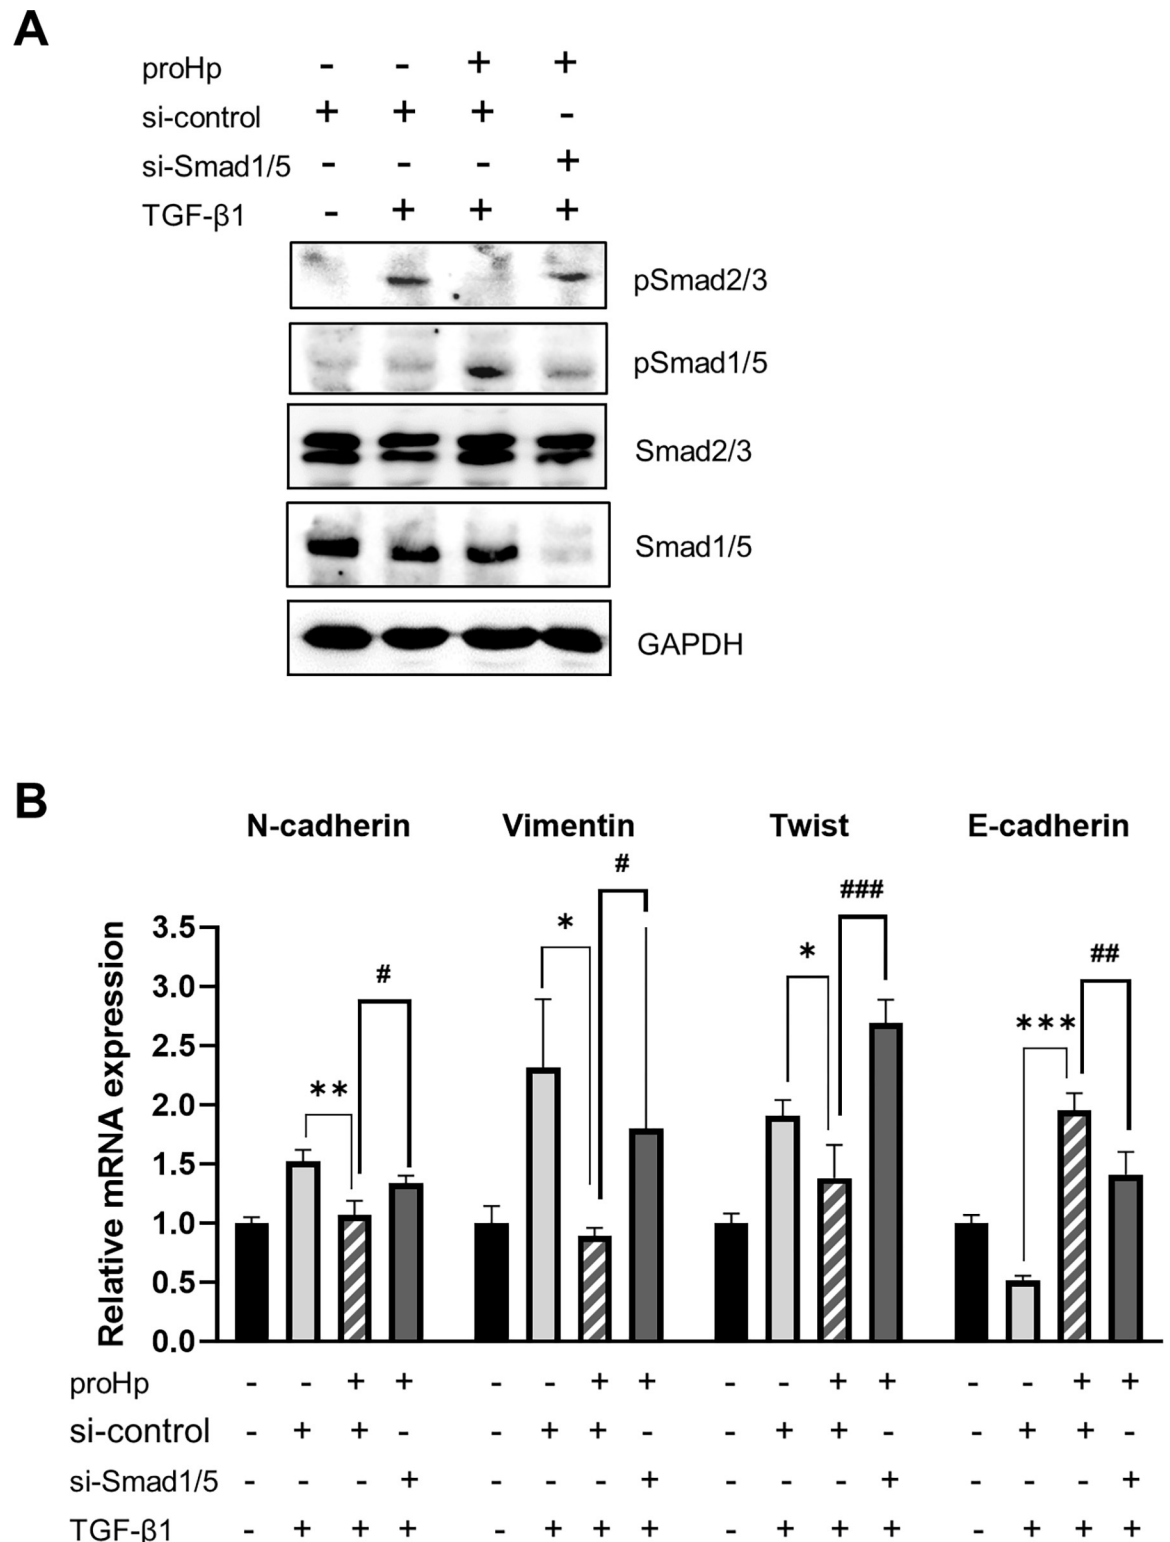 A
proHp - - + +
si-control + + + -
si-Smad1/5 - - - +
TGF-β1 - + + +
pSmad2/3
pSmad1/5
Smad2/3
Smad1/5
GAPDH
B
N-cadherin Vimentin Twist E-cadherin
# 
###
*
*
##
#
***
**
Relative mRNA expression
3.5
3.0
2.5
2.0
1.5
1.0
0.5
0.0
proHp - - + + - - + + - - + + - - + +
si-control - + + - - + + - - + + - - + + -
si-Smad1/5 - - - + - - - + - - - + - - - +
TGF-β1 - + + + - + + + - + + + - + + +